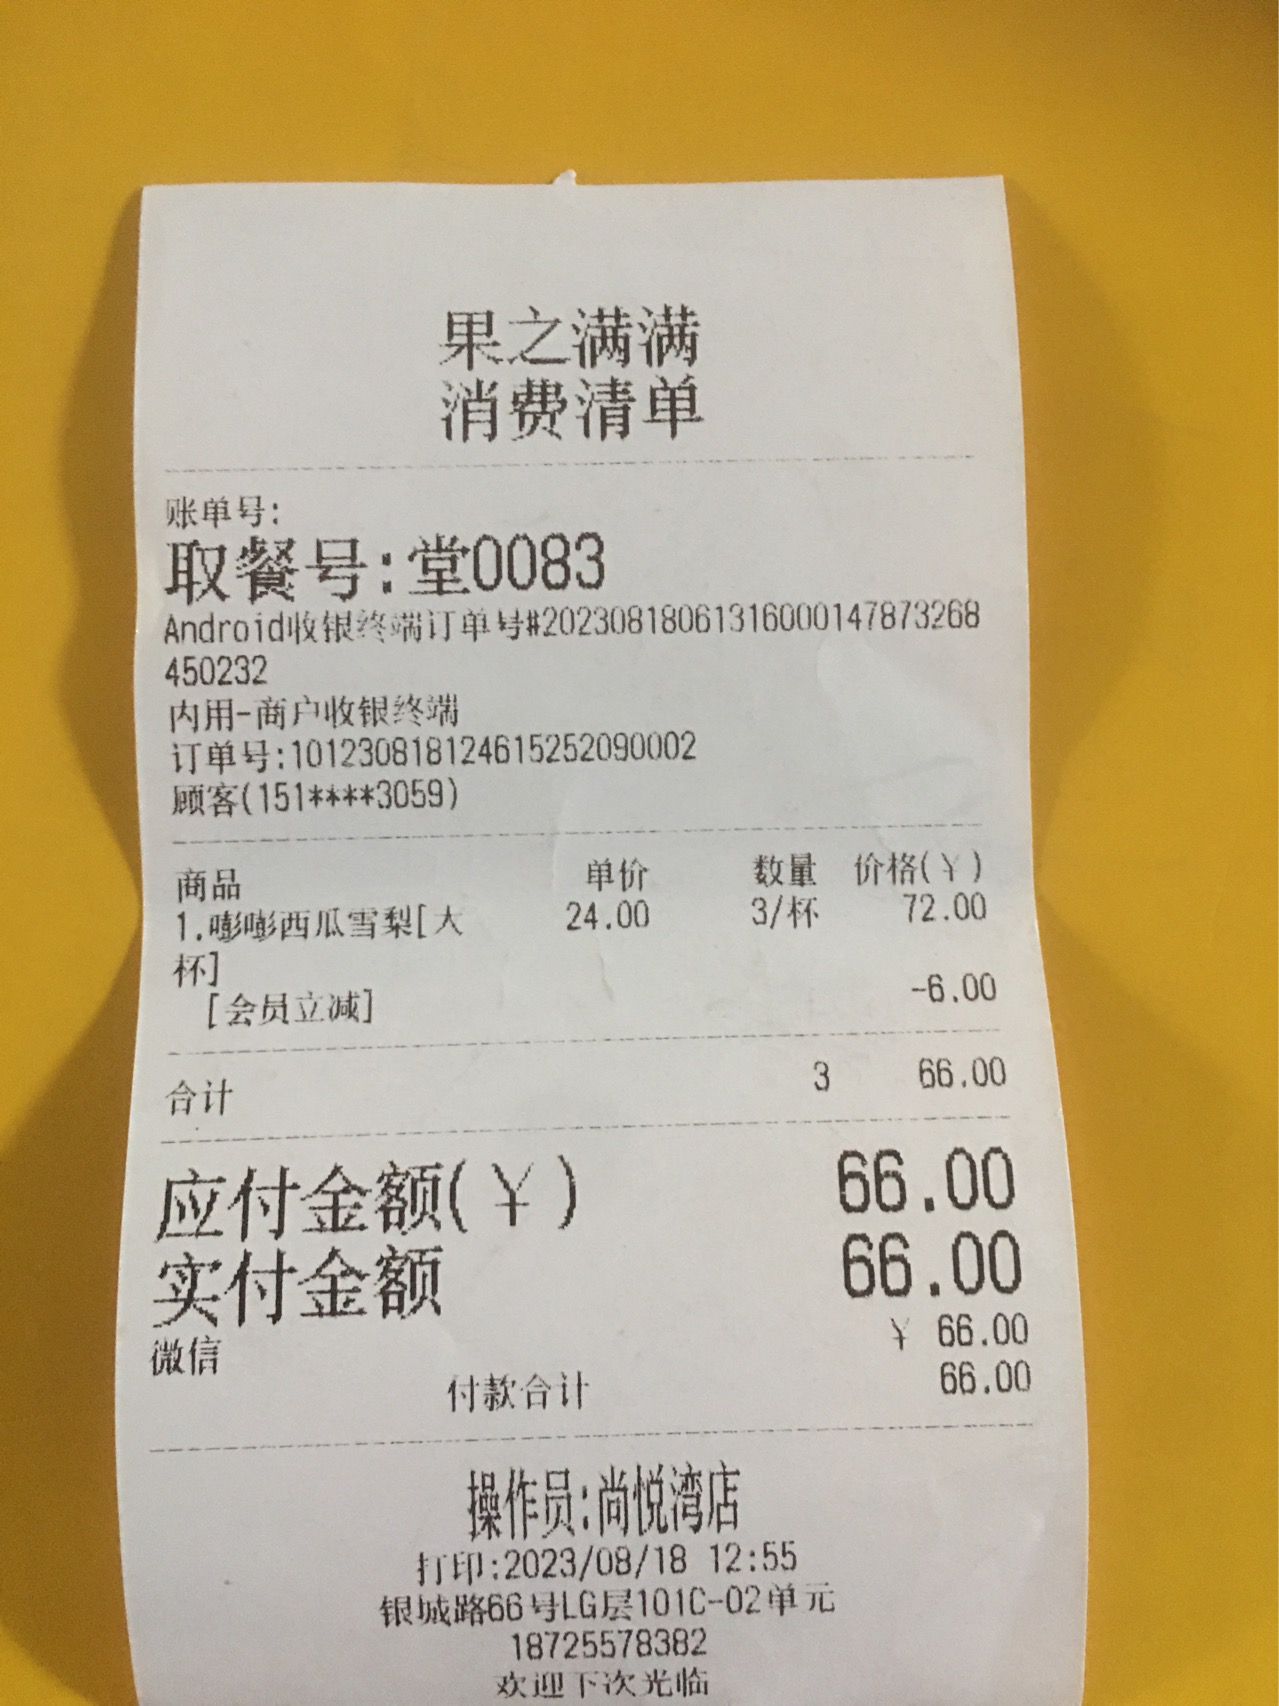 果之满满
消费清单
账单号:
取餐号:堂0083
Android收银终端订单号#20230818061316000147873268
450232
内用-商户收银终端
订单号:101230818124615252090002
顾客(151****3059)
商品 单价 数量 价格(¥)
1.嘭嘭西瓜雪梨[大 24.00 3/杯 72.00
杯]
[会员立减] -6.00
合计 3 66.00
应付金额(¥) 66.00
实付金额 66.00
微信 ¥ 66.00
付款合计 66.00
操作员:尚悦湾店
打印:2023/08/18 12:55
银城路66号LG层101C-02单元
18725578382
欢迎下次光临